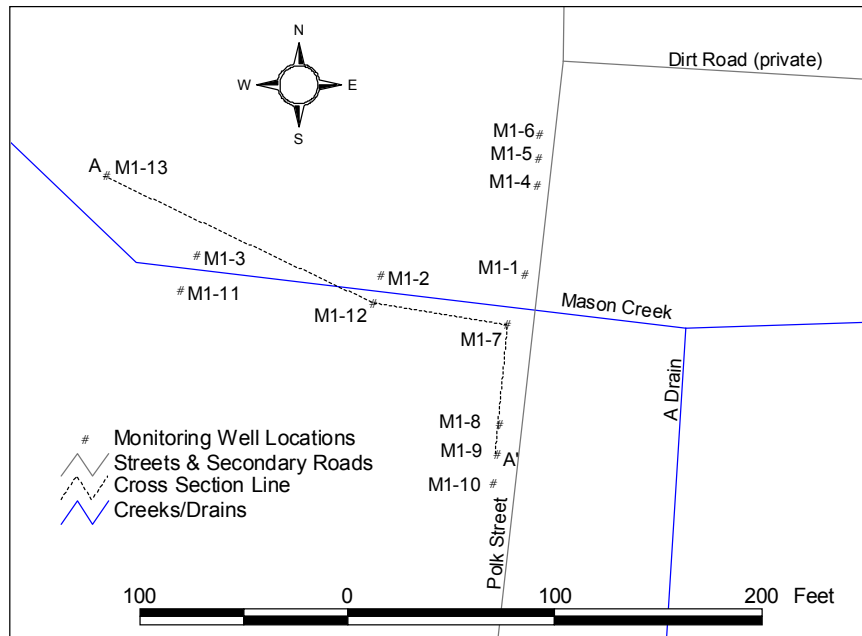 N
W E
S
Dirt Road (private)
M1-6
M1-5
A M1-13
M1-4
M1-3
M1-2
M1-1
M1-11
M1-12
Mason Creek
M1-7
A Drain
M1-8
M1-9 A'
M1-10
Polk Street
# Monitoring Well Locations
Streets & Secondary Roads
Cross Section Line
Creeks/Drains
100 0 100 200 Feet